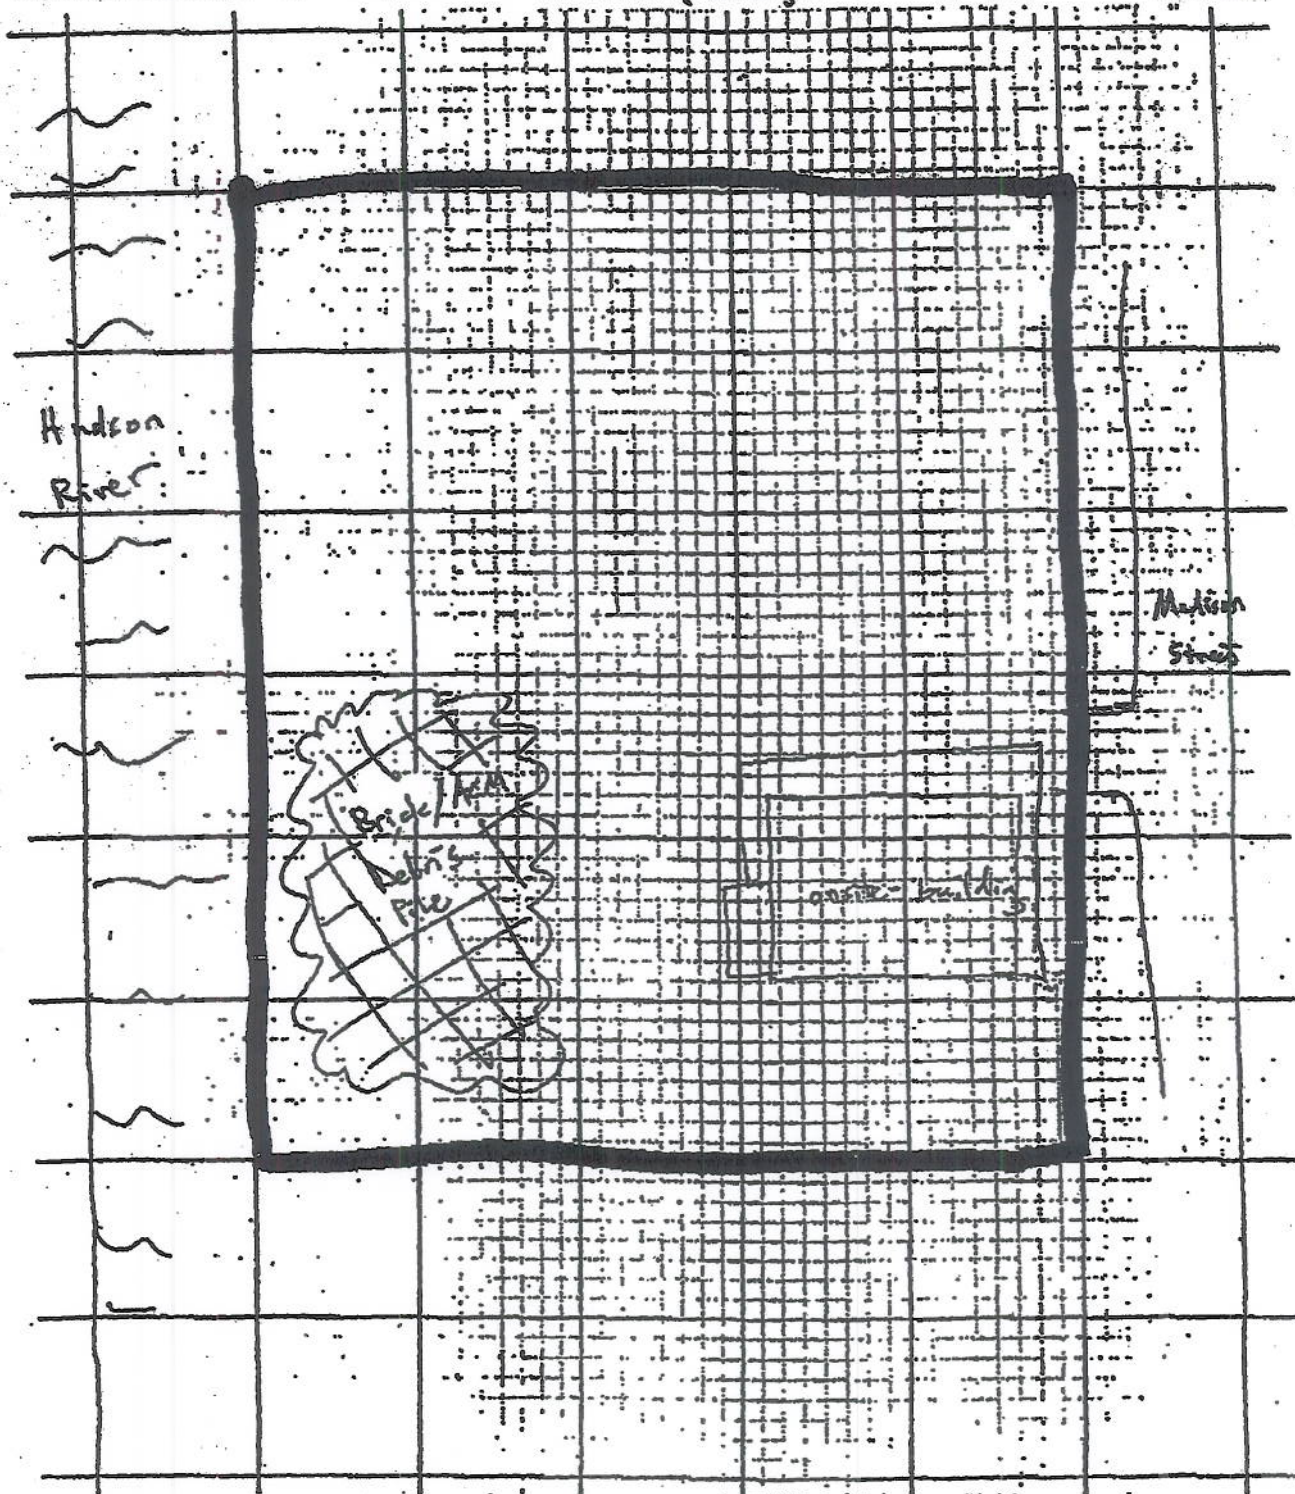 Hudson
River
Madison
Street
Brick/ACM
Debris
Pile
onsite building